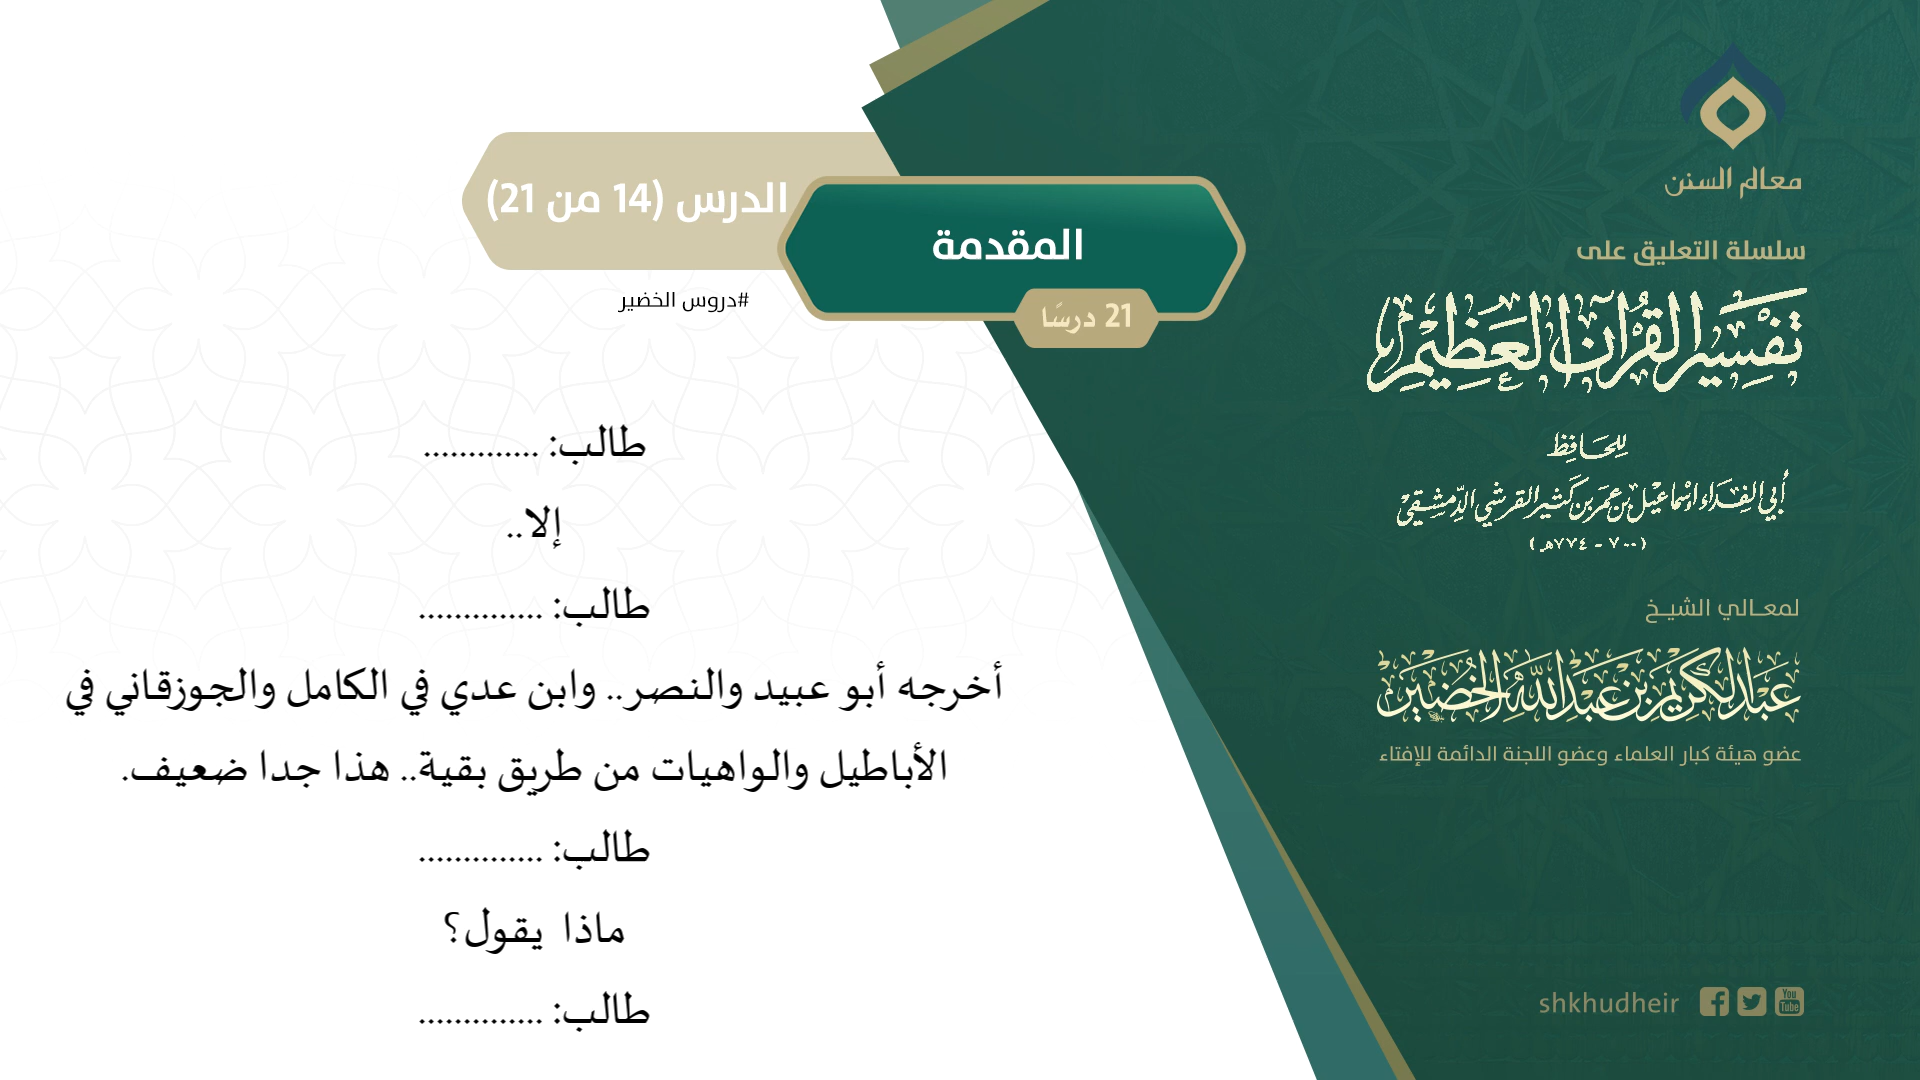 معالم السنن
سلسلة التعليق على
تفسير القرآن العظيم
للحافظ
أبي الفداء إسماعيل بن عمر بن كثير القرشي الدمشقي
(٧٠٠ - ٧٧٤هـ)
لمعالي الشيخ
عبد الكريم بن عبد الله الخضير
عضو هيئة كبار العلماء وعضو اللجنة الدائمة للإفتاء
shkhudheir
You Tube
المقدمة
21 درسًا
الدرس (14 من 21)
#دروس الخضير
طالب: .............
إلا..
طالب: ..............
أخرجه أبو عبيد والنصر.. وابن عدي في الكامل والجوزقاني في
الأباطيل والواهيات من طريق بقية.. هذا جدا ضعيف.
طالب: ..............
ماذا يقول؟
طالب: ..............